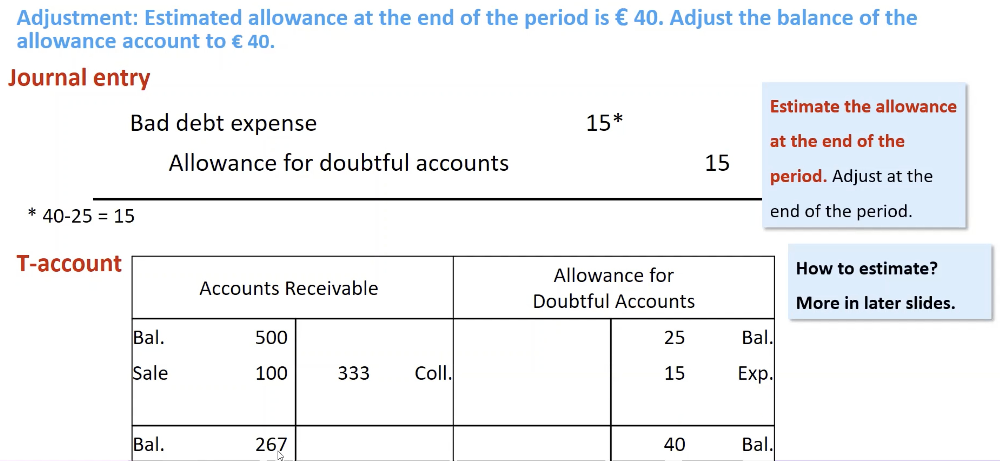 Adjustment: Estimated allowance at the end of the period is € 40. Adjust the balance of the
allowance account to € 40.
Journal entry
Bad debt expense 15*
Allowance for doubtful accounts 15
* 40-25 = 15
Estimate the allowance
at the end of the
period. Adjust at the
end of the period.
T-account
Accounts Receivable
Allowance for
Doubtful Accounts
Bal. 500 25 Bal.
Sale 100 333 Coll. 15 Exp.
Bal. 267 40 Bal.
How to estimate?
More in later slides.